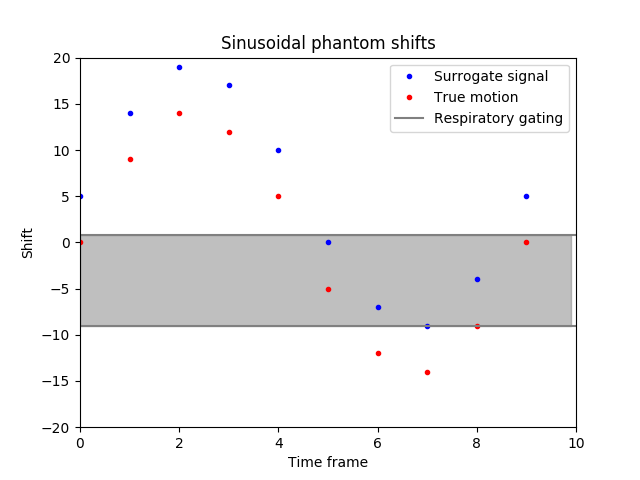 Sinusoidal phantom shifts
Surrogate signal
True motion
Respiratory gating
20
15
10
5
0
−5
−10
−15
−20
Shift
0 2 4 6 8 10
Time frame